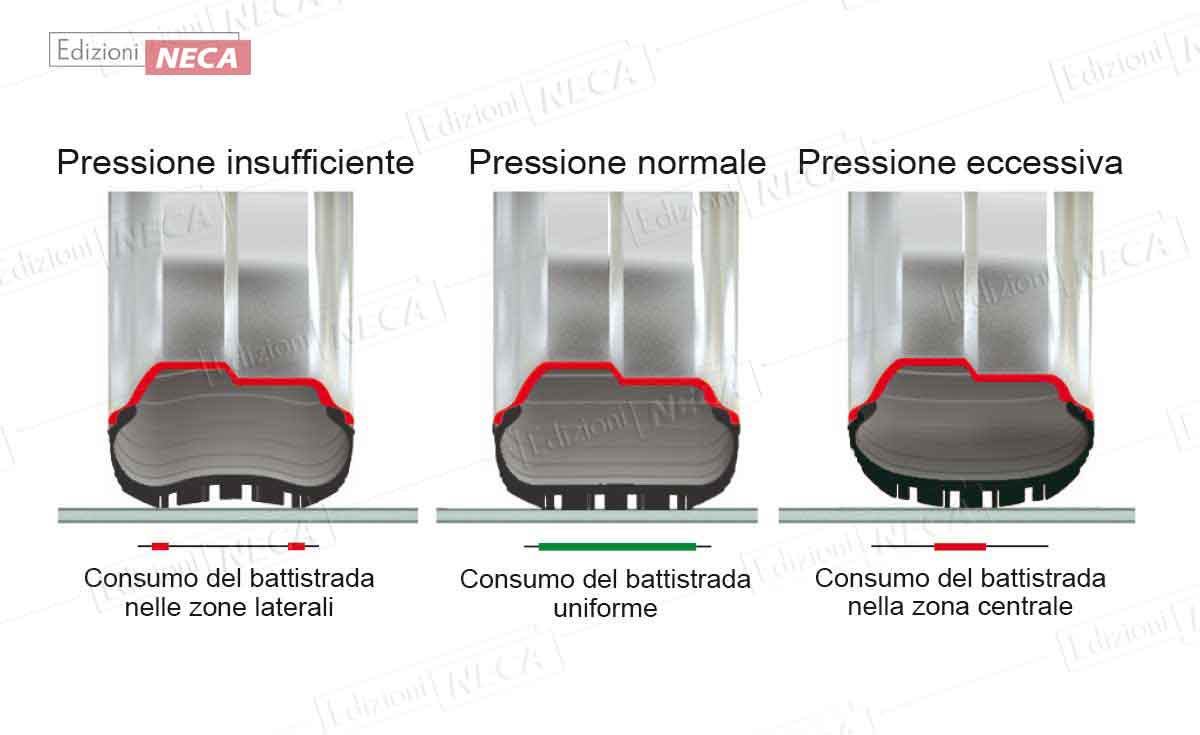 Edizioni NECA
Pressione insufficiente
Pressione normale
Pressione eccessiva
Consumo del battistrada
nelle zone laterali
Consumo del battistrada
uniforme
Consumo del battistrada
nella zona centrale